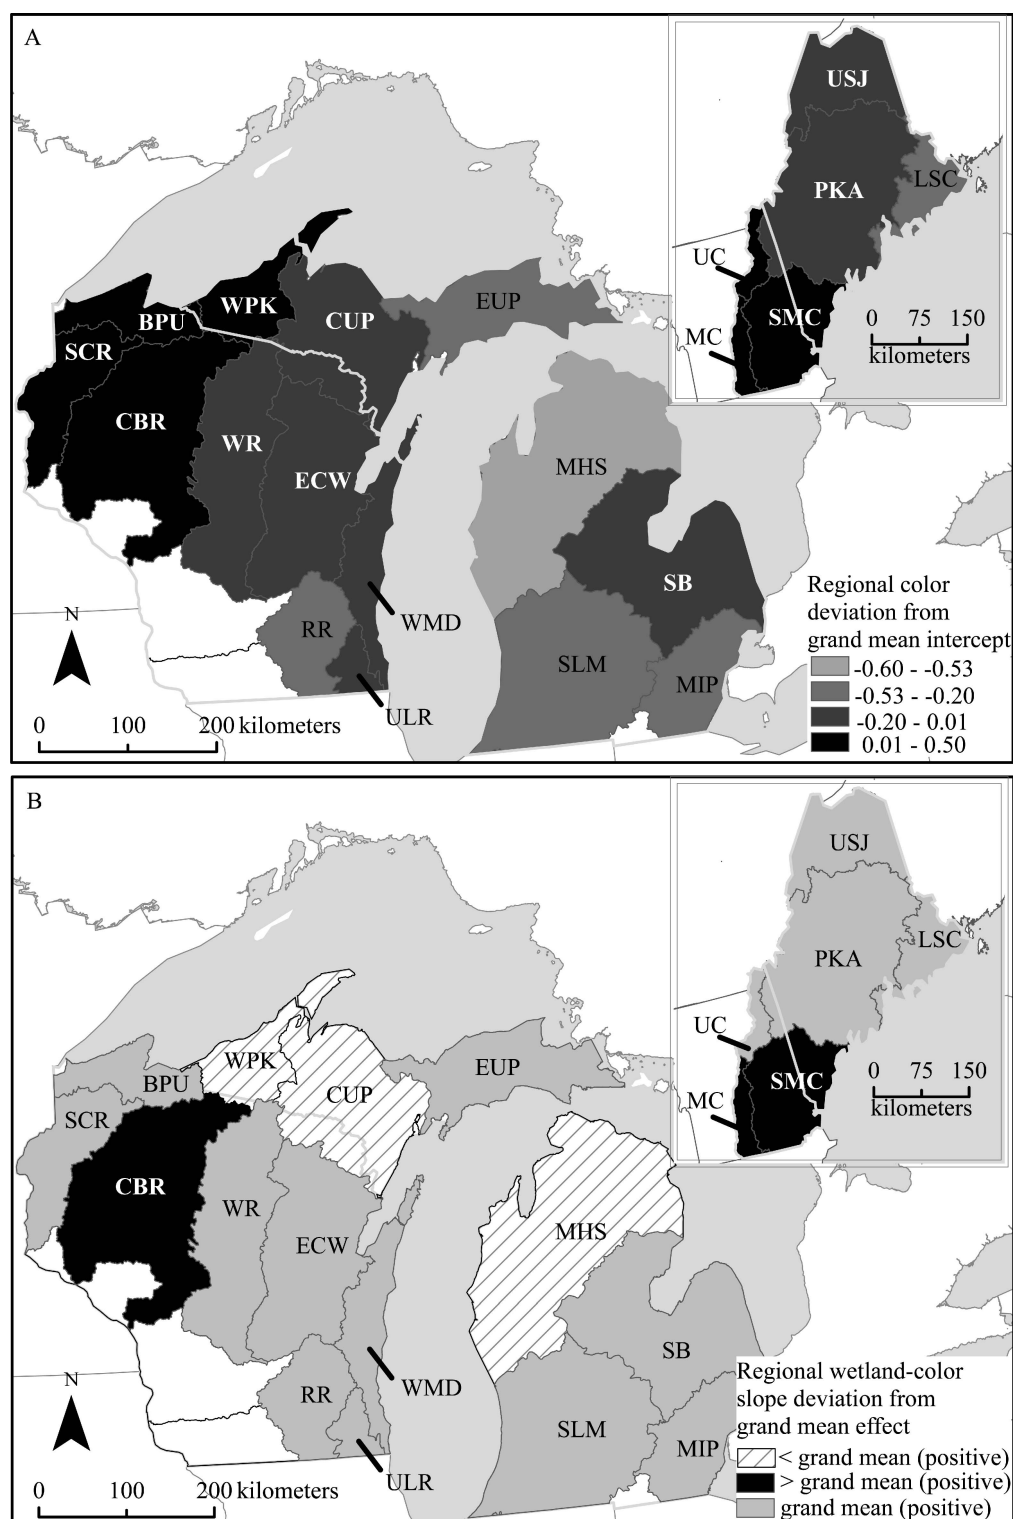 A
USJ
PKA
LSC
UC
SMC
MC
0 75 150
kilometers
WPK
BPU
CUP
EUP
SCR
CBR
WR
ECW
MHS
SB
RR
WMD
SLM
MIP
ULR
N
0 100 200 kilometers
Regional color
deviation from
grand mean intercept
-0.60 - -0.53
-0.53 - -0.20
-0.20 - 0.01
0.01 - 0.50
B
USJ
PKA
LSC
UC
SMC
MC
0 75 150
kilometers
WPK
BPU
CUP
EUP
SCR
CBR
WR
ECW
MHS
SB
RR
WMD
SLM
MIP
ULR
N
0 100 200 kilometers
Regional wetland-color
slope deviation from
grand mean effect
< grand mean (positive)
> grand mean (positive)
grand mean (positive)